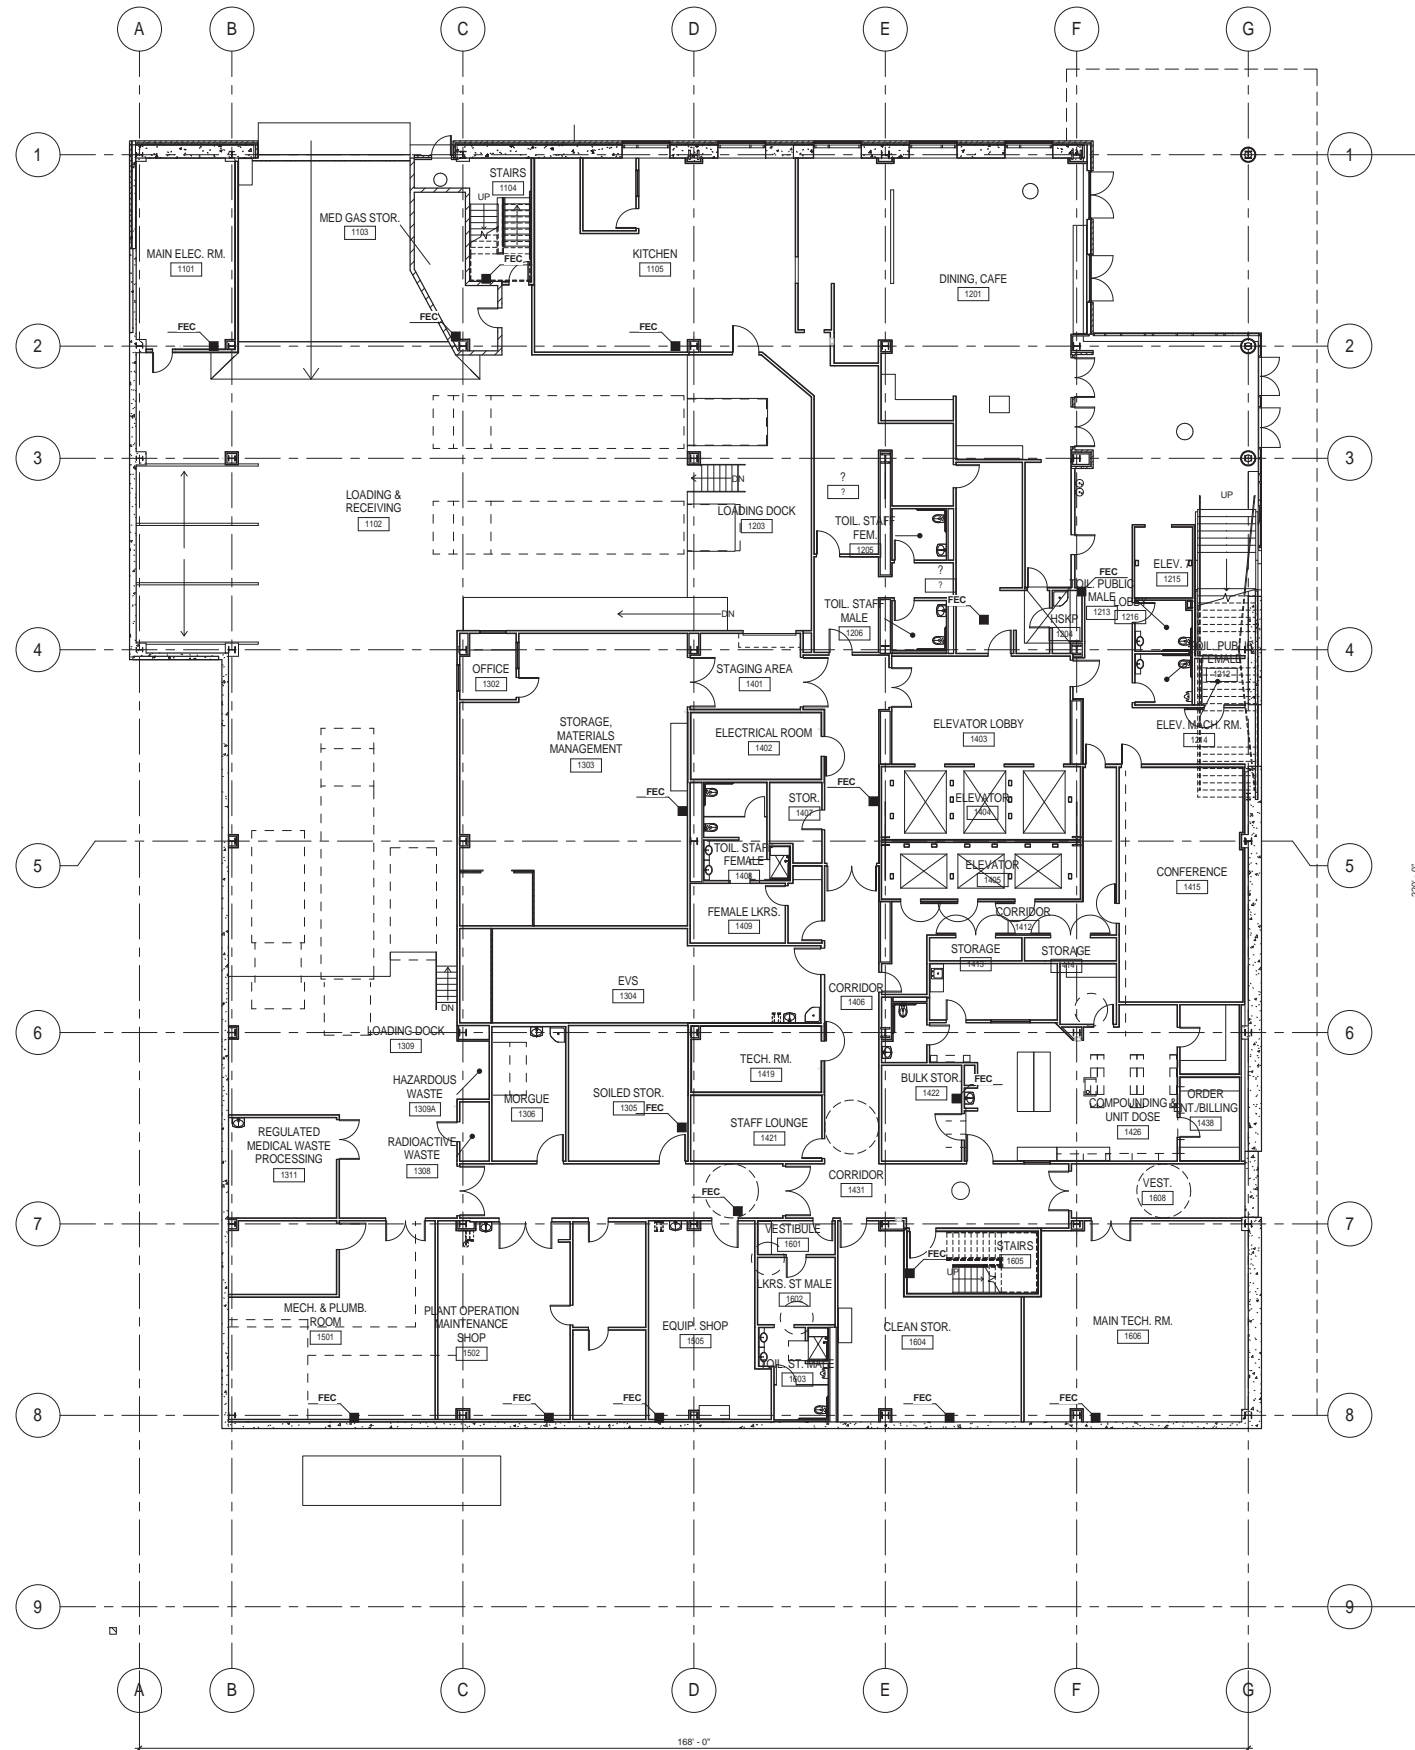 A B C D E F G
1 1
STAIRS
1104
UP
MED GAS STOR.
1103
MAIN ELEC. RM.
1101
KITCHEN
1105
FEC
DINING, CAFE
1201
FEC
FEC
FEC
2 2
3 3
LOADING &
RECEIVING
1102
DN
LOADING DOCK
1203
?
?
UP
TOIL. STAFF
FEM.
1205
?
?
ELEV. 7
1215
FEC
TOIL. PUBLIC
MALE
1213
LOBBY
1216
FEC
HSKP
1204
DN
TOIL. STAFF
MALE
1206
4 4
TOIL. PUBLIC
FEMALE
1212
OFFICE
1302
STAGING AREA
1401
STORAGE,
MATERIALS
MANAGEMENT
1303
ELECTRICAL ROOM
1402
ELEVATOR LOBBY
1403
ELEV. MACH. RM.
1214
FEC
STOR.
1407
FEC
ELEVATOR
1404
5 5
TOIL. STAFF
FEMALE
1408
ELEVATOR
1405
CONFERENCE
1415
220' - 0"
FEMALE LKRS.
1409
CORRIDOR
1412
STORAGE
1413
STORAGE
1414
EVS
1304
CORRIDOR
1406
DN
6 6
LOADING DOCK
1309
HAZARDOUS
WASTE
1309A
MORGUE
1306
SOILED STOR.
1305
FEC
TECH. RM.
1419
BULK STOR.
1422
FEC
COMPOUNDING &
UNIT DOSE
1426
ORDER
ENT./BILLING
1438
STAFF LOUNGE
1421
REGULATED
MEDICAL WASTE
PROCESSING
1311
RADIOACTIVE
WASTE
1308
CORRIDOR
1431
FEC
VEST.
1608
7 7
VESTIBULE
1601
FEC
STAIRS
1605
UP
LKRS. ST MALE
1602
MECH. & PLUMB.
ROOM
1501
PLANT OPERATION
MAINTENANCE
SHOP
1502
EQUIP. SHOP
1505
CLEAN STOR.
1604
MAIN TECH. RM.
1606
TOIL. ST. MALE
1603
FEC
FEC
FEC
FEC
FEC
8 8
9 9
A B C D E F G
168' - 0"